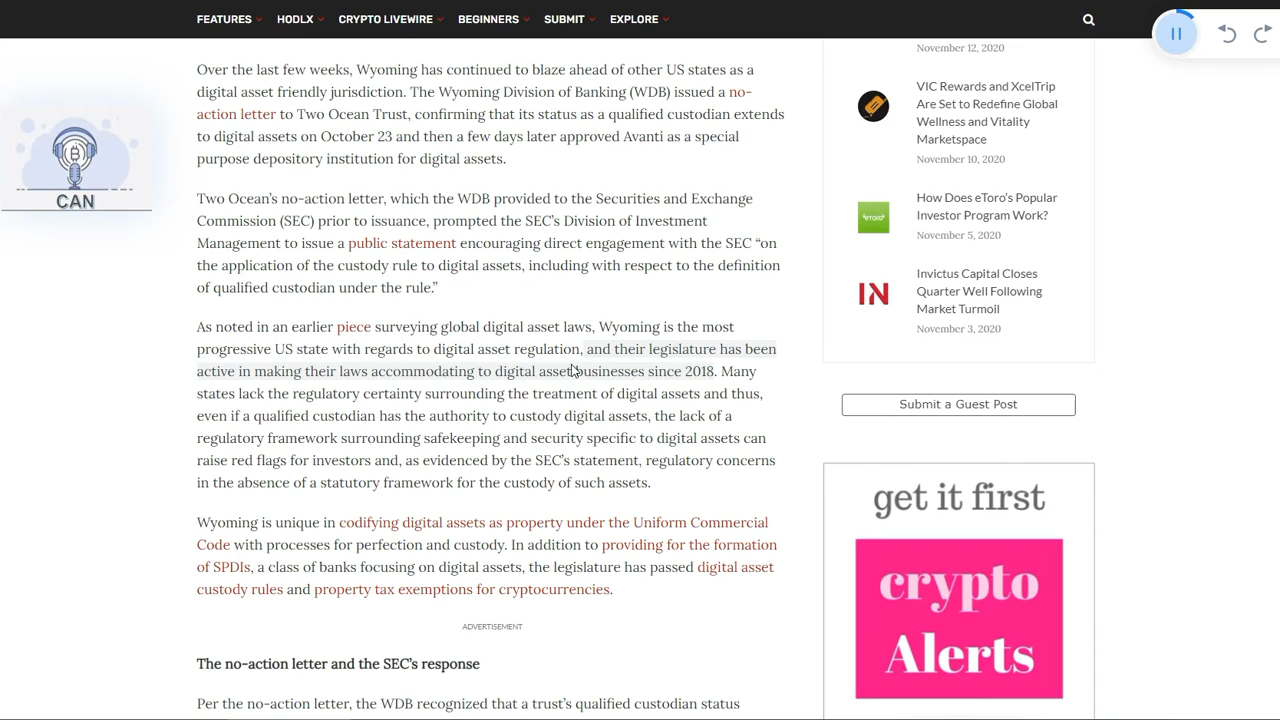 FEATURES HODLX CRYPTO LIVEWIRE BEGINNERS SUBMIT EXPLORE
CAN
Over the last few weeks, Wyoming has continued to blaze ahead of other US states as a
digital asset friendly jurisdiction. The Wyoming Division of Banking (WDB) issued a no-
action letter to Two Ocean Trust, confirming that its status as a qualified custodian extends
to digital assets on October 23 and then a few days later approved Avanti as a special
purpose depository institution for digital assets.
Two Ocean’s no-action letter, which the WDB provided to the Securities and Exchange
Commission (SEC) prior to issuance, prompted the SEC’s Division of Investment
Management to issue a public statement encouraging direct engagement with the SEC “on
the application of the custody rule to digital assets, including with respect to the definition
of qualified custodian under the rule.”
As noted in an earlier piece surveying global digital asset laws, Wyoming is the most
progressive US state with regards to digital asset regulation, and their legislature has been
active in making their laws accommodating to digital asset businesses since 2018. Many
states lack the regulatory certainty surrounding the treatment of digital assets and thus,
even if a qualified custodian has the authority to custody digital assets, the lack of a
regulatory framework surrounding safekeeping and security specific to digital assets can
raise red flags for investors and, as evidenced by the SEC’s statement, regulatory concerns
in the absence of a statutory framework for the custody of such assets.
Wyoming is unique in codifying digital assets as property under the Uniform Commercial
Code with processes for perfection and custody. In addition to providing for the formation
of SPDIs, a class of banks focusing on digital assets, the legislature has passed digital asset
custody rules and property tax exemptions for cryptocurrencies.
ADVERTISEMENT
The no-action letter and the SEC’s response
Per the no-action letter, the WDB recognized that a trust’s qualified custodian status
November 12, 2020
VIC Rewards and XcelTrip
Are Set to Redefine Global
Wellness and Vitality
Marketspace
November 10, 2020
eToro
How Does eToro’s Popular
Investor Program Work?
November 5, 2020
IN
Invictus Capital Closes
Quarter Well Following
Market Turmoil
November 3, 2020
Submit a Guest Post
get it first
crypto
Alerts